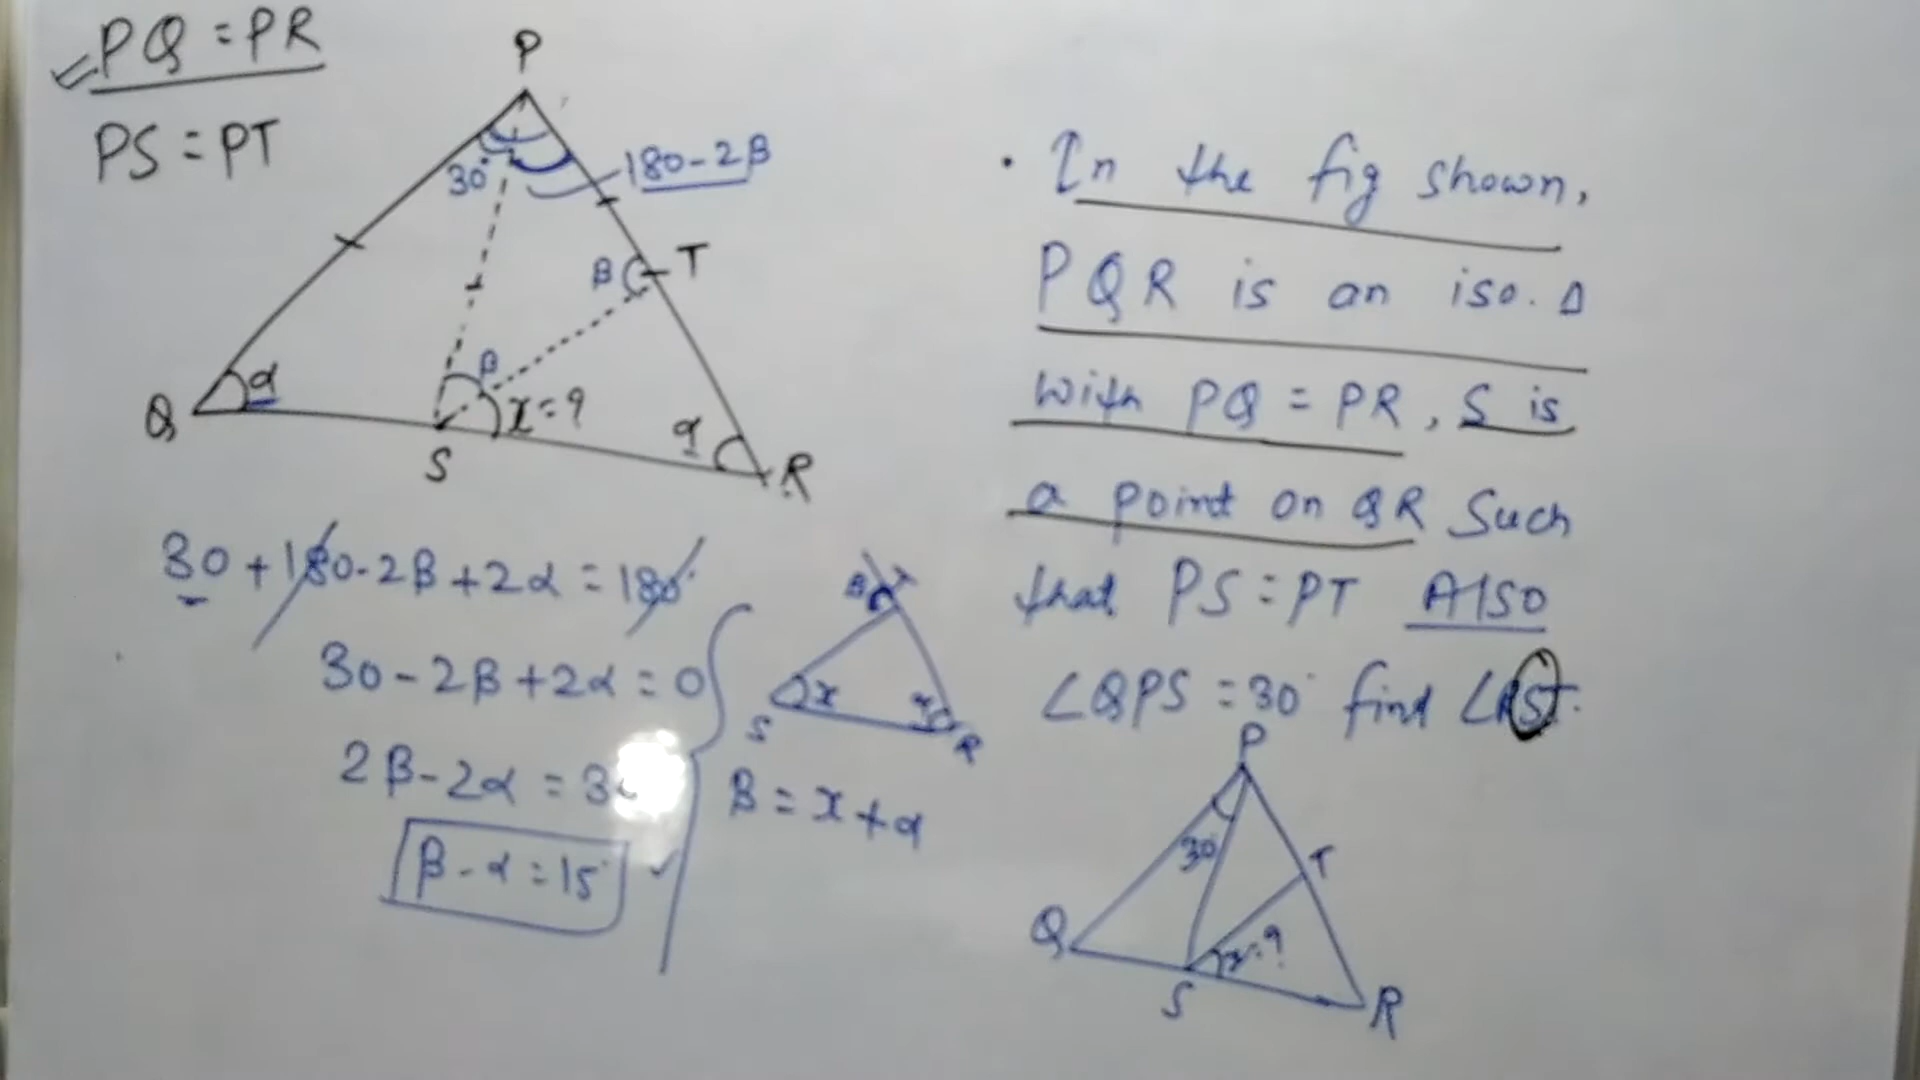 PQ = PR
PS = PT
P
30°
180-2β
β
T
β
Q
α
x=?
α
S
R
30+180-2β+2α = 180
30-2β+2α = 0
2β-2α = 3
β-α = 15°
β
T
x
S
R
β = x+α
· In the fig shown,
PQR is an iso. Δ
with PQ = PR, S is
a point on QR Such
that PS = PT Also
∠QPS = 30° find ∠RST.
P
30
T
Q
x=?
S
R